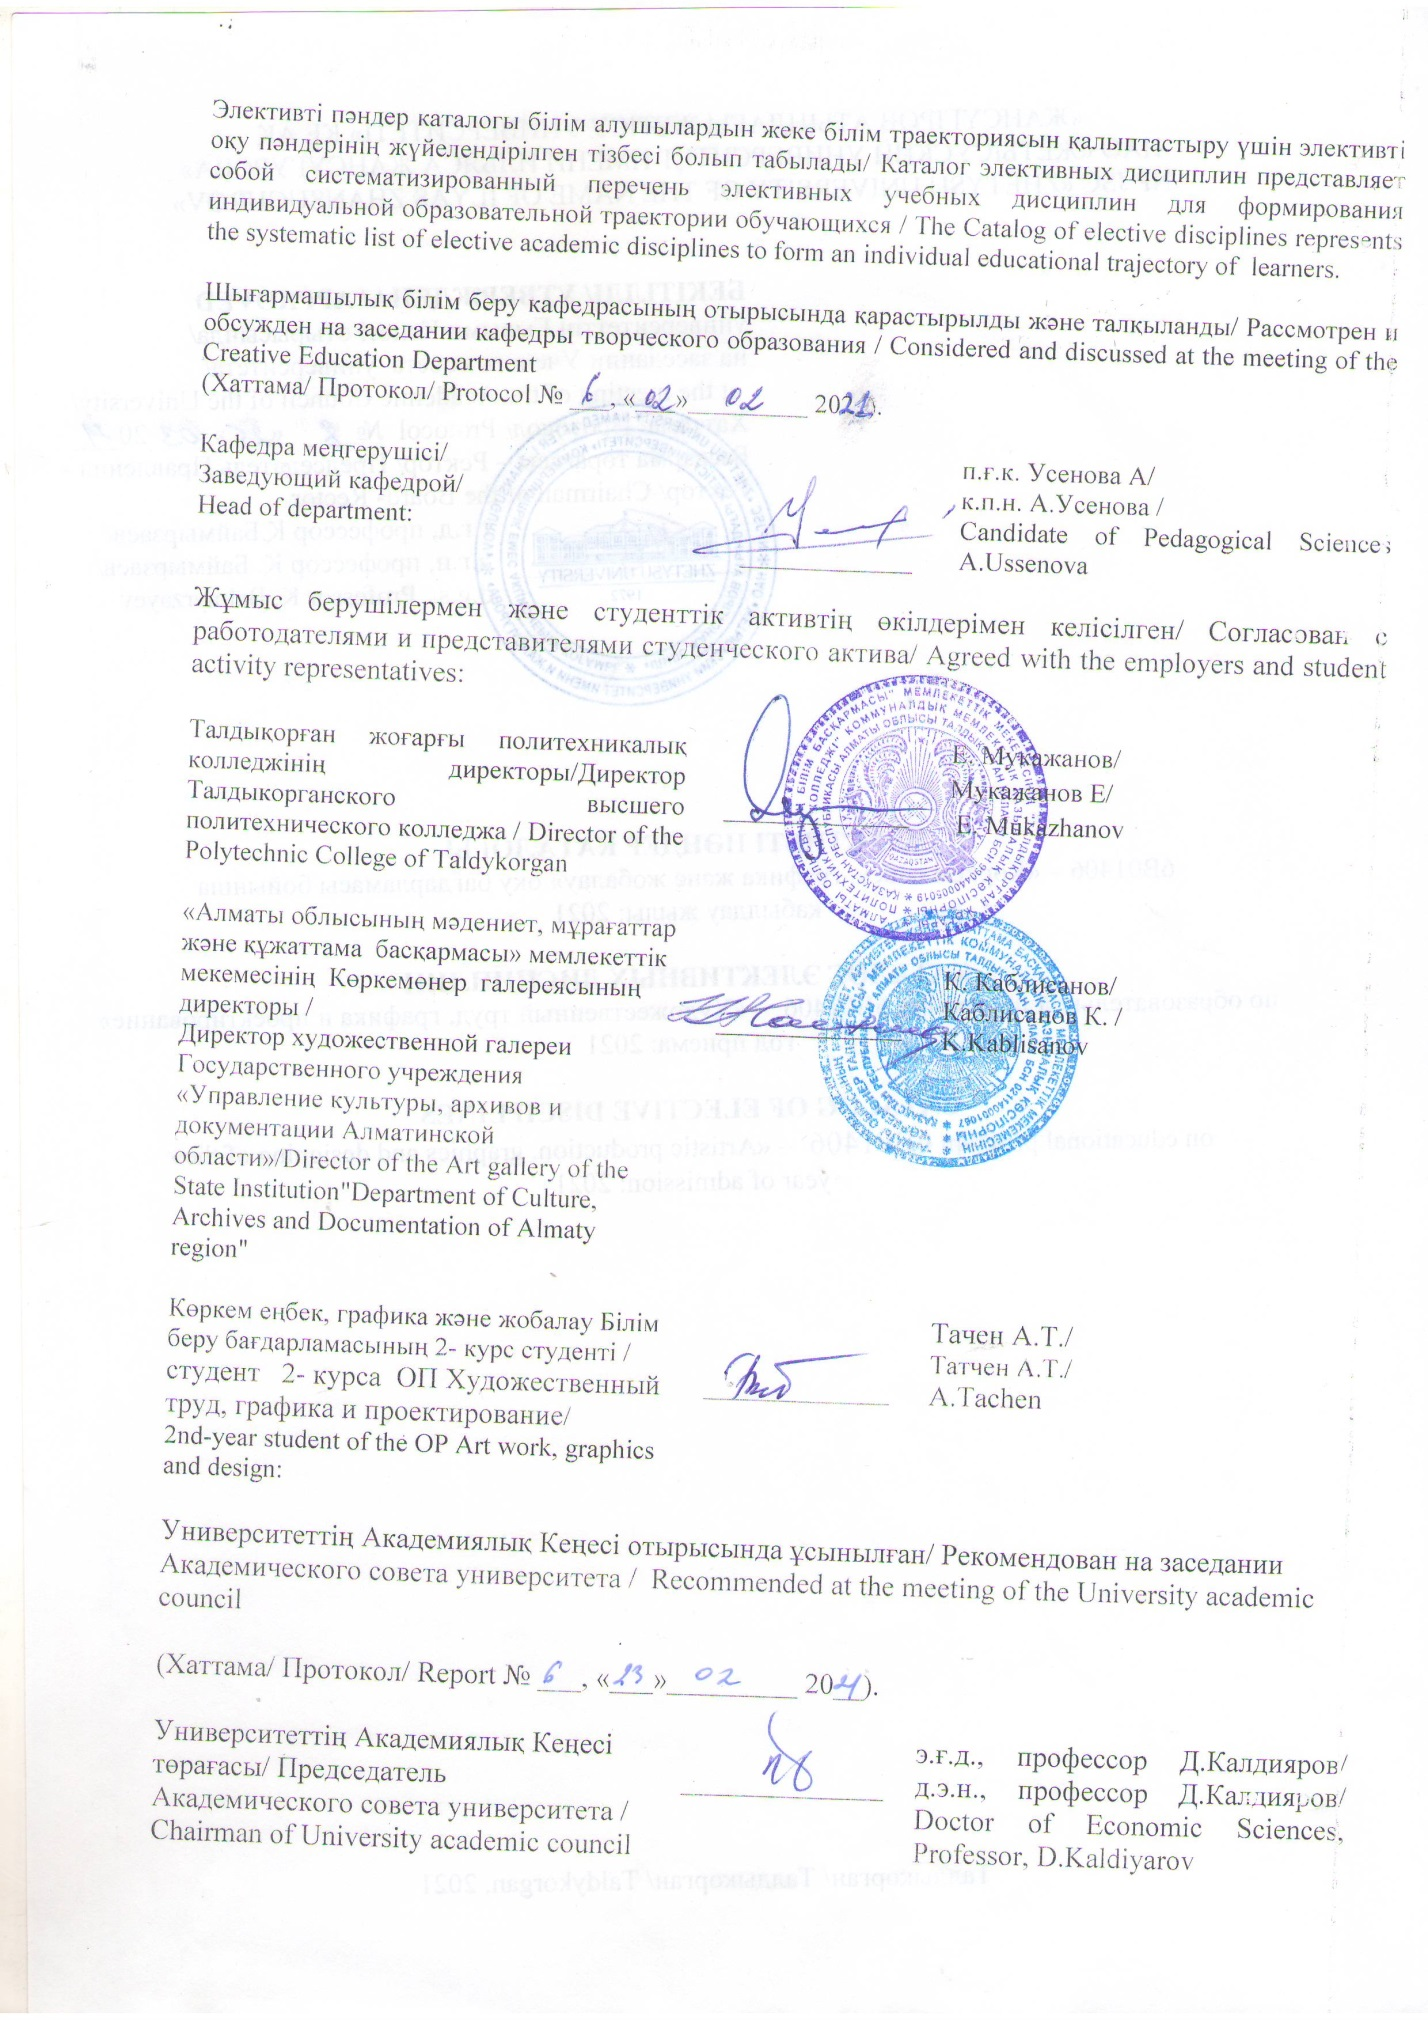 Элективті пәндер каталогы білім алушылардын жеке білім траекториясын қалыптастыру үшін элективті
оқу пәндерінің жүйелендірілген тізбесі болып табылады/ Каталог элективных дисциплин представляет
собой систематизированный перечень элективных учебных дисциплин для формирования
индивидуальной образовательной траектории обучающихся / The Catalog of elective disciplines represents
the systematic list of elective academic disciplines to form an individual educational trajectory of learners.
Шығармашылық білім беру кафедрасының отырысында қарастырылды және талқыланды/ Рассмотрен и
обсужден на заседании кафедры творческого образования / Considered and discussed at the meeting of the
Creative Education Department
(Хаттама/ Протокол/ Protocol № 6, «02» 02 2021).
Кафедра меңгерушісі/
Заведующий кафедрой/
Head of department:
п.ғ.к. Усенова А/
к.п.н. А.Усенова /
Candidate of Pedagogical Sciences
A.Ussenova
Жұмыс берушілермен және студенттік активтің өкілдерімен келісілген/ Согласован с
работодателями и представителями студенческого актива/ Agreed with the employers and student
activity representatives:
Талдықорған жоғарғы политехникалық
колледжінің директоры/Директор
Талдыкорганского высшего
политехнического колледжа / Director of the
Polytechnic College of Taldykorgan
Е. Мукажанов/
Мукажанов Е/
E. Mukazhanov
«Алматы облысының мәдениет, мұрағаттар
және құжаттама басқармасы» мемлекеттік
мекемесінің Көркемөнер галереясының
директоры /
Директор художественной галереи
Государственного учреждения
«Управление культуры, архивов и
документации Алматинской
области»/Director of the Art gallery of the
State Institution"Department of Culture,
Archives and Documentation of Almaty
region"
К. Каблисанов/
Каблисанов К. /
K.Kablisanov
Көркем еңбек, графика және жобалау Білім
беру бағдарламасының 2- курс студенті /
студент 2- курса ОП Художественный
труд, графика и проектирование/
2nd-year student of the OP Art work, graphics
and design:
Тачен А.Т./
Татчен А.Т./
A.Tachen
Университеттің Академиялық Кеңесі отырысында ұсынылған/ Рекомендован на заседании
Академического совета университета / Recommended at the meeting of the University academic
council
(Хаттама/ Протокол/ Report № 6, «23» 02 2021).
Университеттің Академиялық Кеңесі
төрағасы/ Председатель
Академического совета университета /
Chairman of University academic council
э.ғ.д., профессор Д.Калдияров/
д.э.н., профессор Д.Калдияров/
Doctor of Economic Sciences,
Professor, D.Kaldiyarov